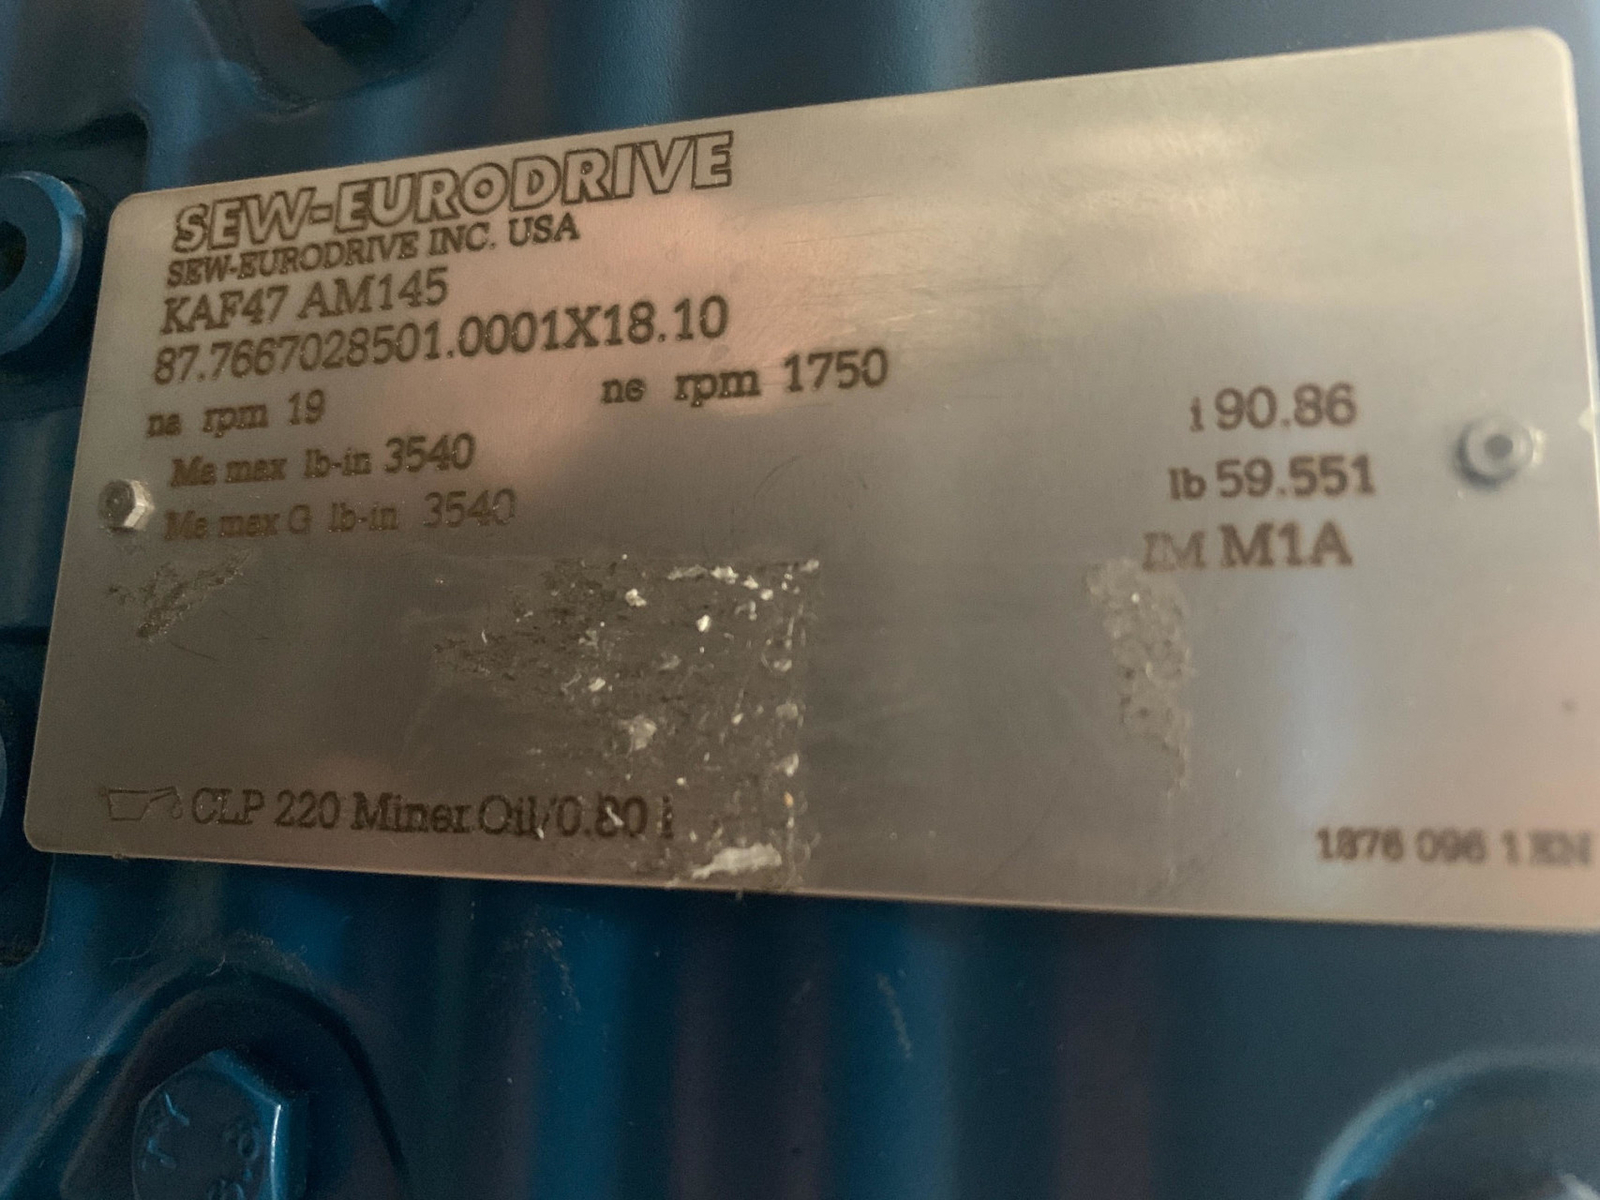 SEW-EURODRIVE
SEW-EURODRIVE INC. USA
KAF47 AM145
87.7667028501.0001X18.10
na rpm 19 ne rpm 1750 i 90.86
Ma max lb-in 3540 lb 59.551
Ma max G lb-in 3540 IM M1A
CLP 220 Miner.Oil/0.80 l
1876 096 1 EN